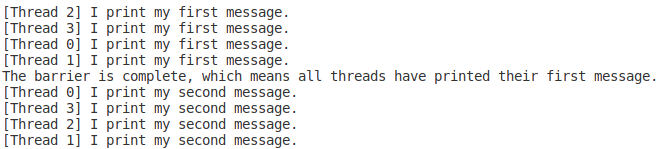 [Thread 2] I print my first message.
[Thread 3] I print my first message.
[Thread 0] I print my first message.
[Thread 1] I print my first message.
The barrier is complete, which means all threads have printed their first message.
[Thread 0] I print my second message.
[Thread 3] I print my second message.
[Thread 2] I print my second message.
[Thread 1] I print my second message.